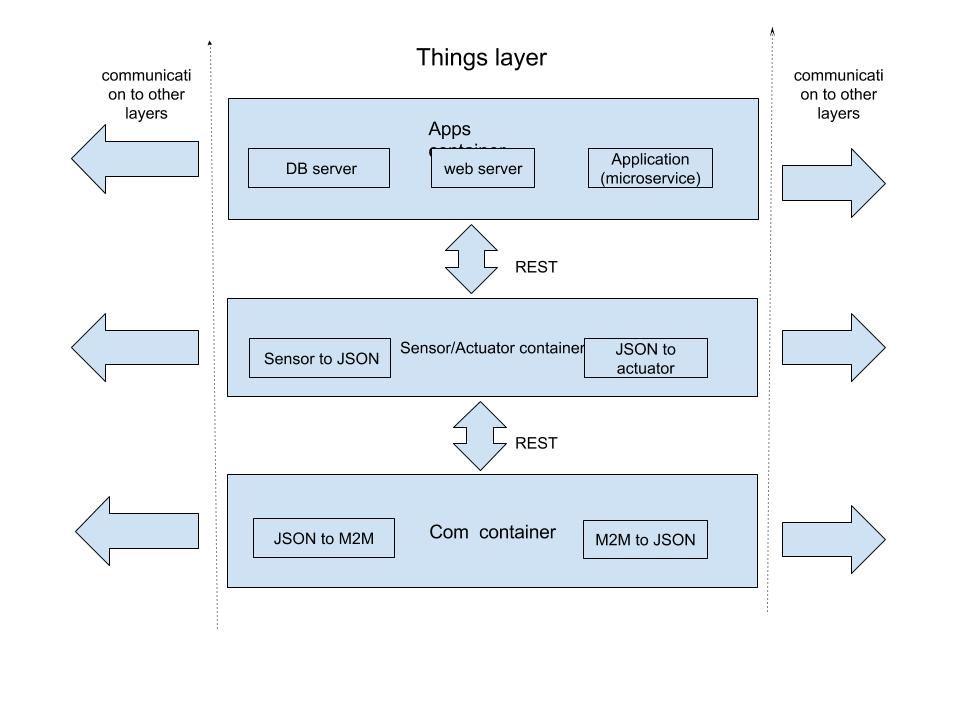 Things layer
communicati
on to other
layers
communicati
on to other
layers
Apps
container
DB server
web server
Application
(microservice)
REST
Sensor to JSON
Sensor/Actuator container
JSON to
actuator
REST
JSON to M2M
Com container
M2M to JSON